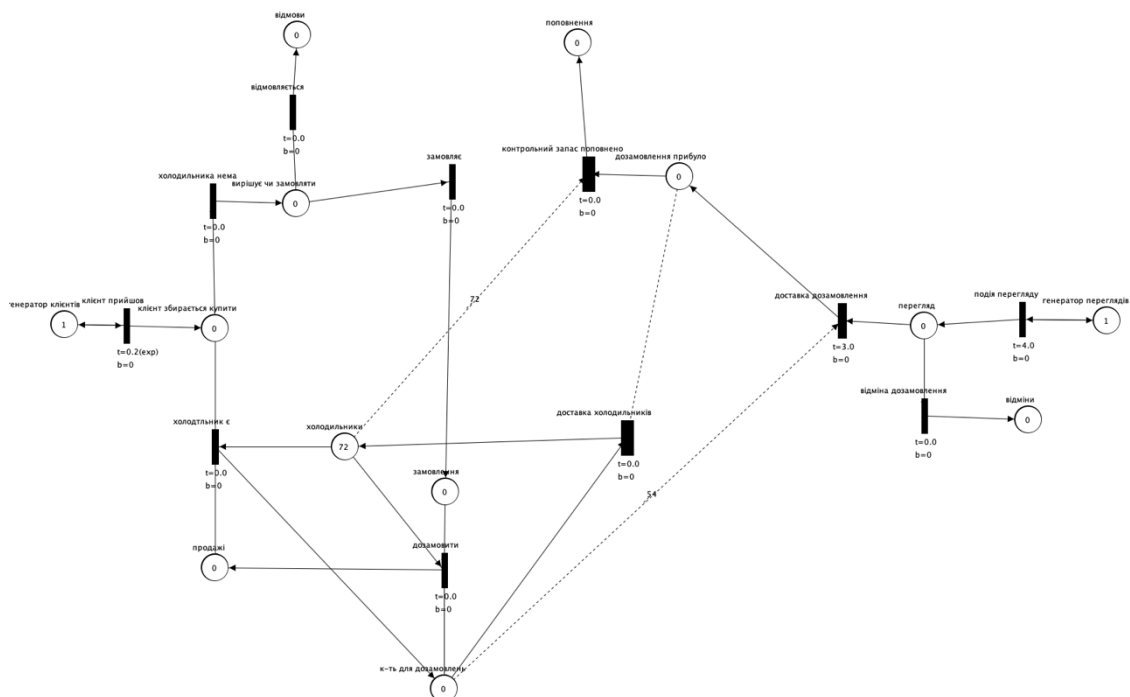 відмови
0
поповнення
0
відмовляється
t=0.0
b=0
замовляє
t=0.0
b=0
контрольний запас поповнено
t=0.0
b=0
дозамовлення прибуло
0
холодильника нема
t=0.0
b=0
вирішує чи замовляти
0
72
генератор клієнтів
1
клієнт прийшов
t=0.2(exp)
b=0
клієнт збирається купити
0
доставка дозамовлення
t=3.0
b=0
перегляд
0
подія перегляду
t=4.0
b=0
генератор переглядів
1
відміна дозамовлення
t=0.0
b=0
відміни
0
холодтльник є
t=0.0
b=0
холодильники
72
доставка холодильників
t=0.0
b=0
замовлення
0
54
продажі
0
дозамовити
t=0.0
b=0
к-ть для дозамовлень
0